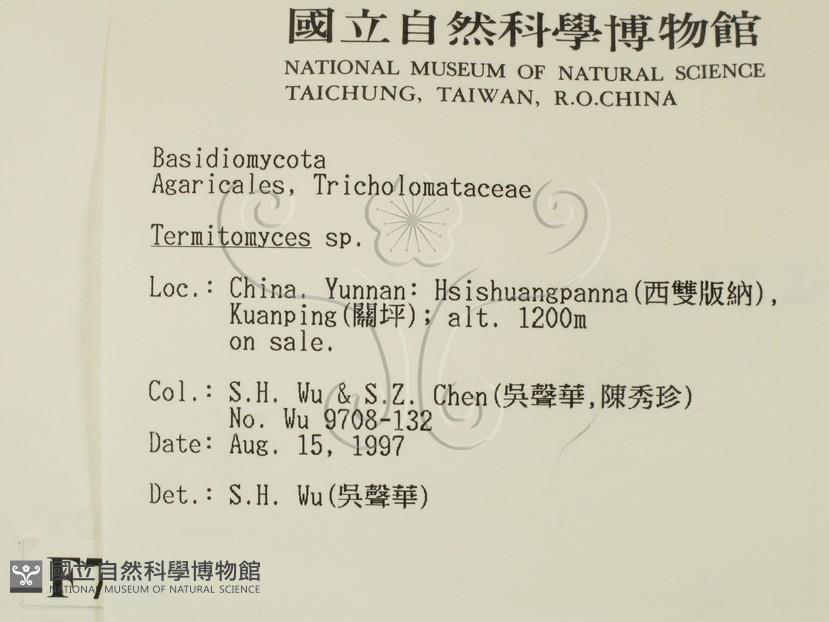 國立自然科學博物館
NATIONAL MUSEUM OF NATURAL SCIENCE
TAICHUNG, TAIWAN, R.O.CHINA
Basidiomycota
Agaricales, Tricholomataceae
Termitomyces sp.
Loc.: China. Yunnan: Hsishuangpanna(西雙版納),
Kuanping(關坪); alt. 1200m
on sale.
Col.: S.H. Wu & S.Z. Chen(吳聲華,陳秀珍)
No. Wu 9708-132
Date: Aug. 15, 1997
Det.: S.H. Wu(吳聲華)
F7
國立自然科學博物館
NATIONAL MUSEUM OF NATURAL SCIENCE